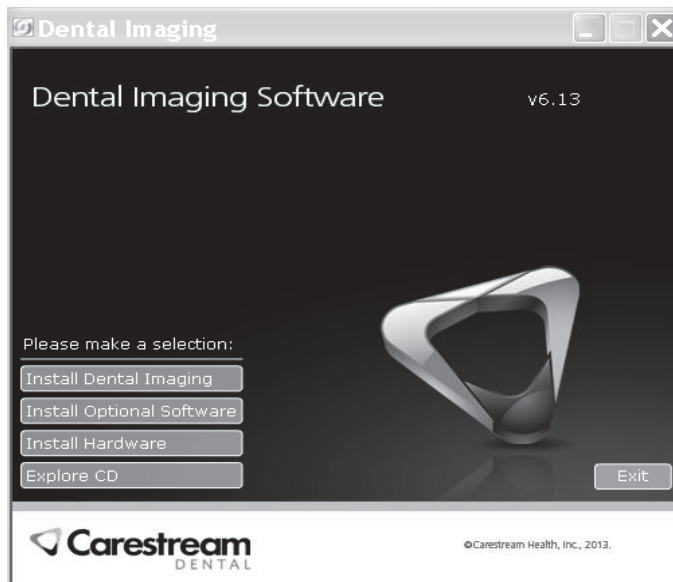 Dental Imaging
Dental Imaging Software v6.13
Please make a selection:
Install Dental Imaging
Install Optional Software
Install Hardware
Explore CD
Exit
Carestream
DENTAL
©Carestream Health, Inc., 2013.